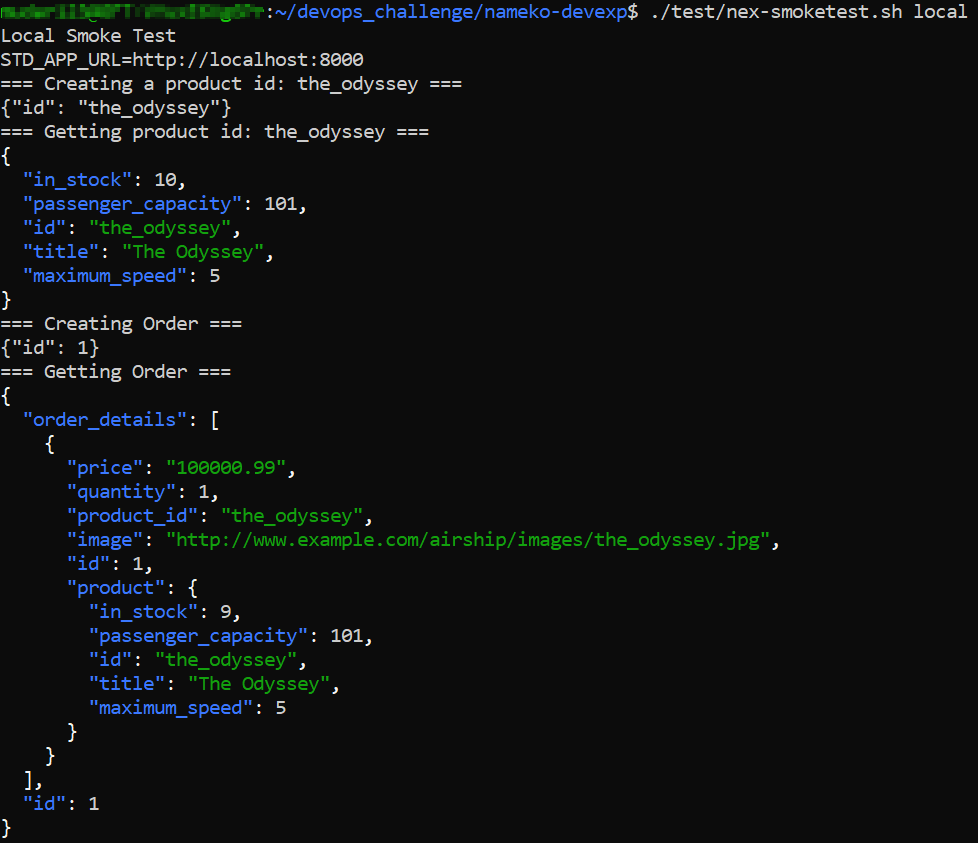 :~/devops_challenge/nameko-devexp$ ./test/nex-smoketest.sh local
Local Smoke Test
STD_APP_URL=http://localhost:8000
=== Creating a product id: the_odyssey ===
{"id": "the_odyssey"}
=== Getting product id: the_odyssey ===
{
  "in_stock": 10,
  "passenger_capacity": 101,
  "id": "the_odyssey",
  "title": "The Odyssey",
  "maximum_speed": 5
}
=== Creating Order ===
{"id": 1}
=== Getting Order ===
{
  "order_details": [
    {
      "price": "100000.99",
      "quantity": 1,
      "product_id": "the_odyssey",
      "image": "http://www.example.com/airship/images/the_odyssey.jpg",
      "id": 1,
      "product": {
        "in_stock": 9,
        "passenger_capacity": 101,
        "id": "the_odyssey",
        "title": "The Odyssey",
        "maximum_speed": 5
      }
    }
  ],
  "id": 1
}